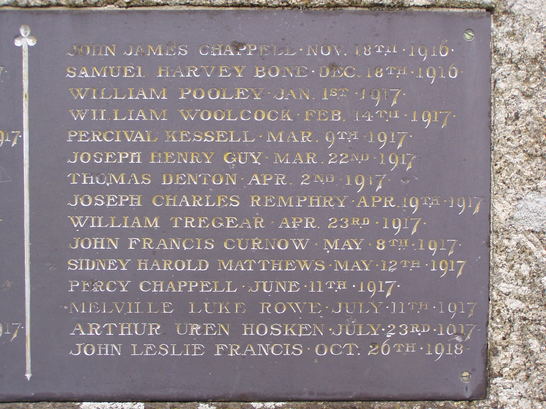 JOHN JAMES CHAPPELL · NOV. 18TH · 1916 ·
SAMUEL HARVEY BONE · DEC. 18TH · 1916 ·
WILLIAM POOLEY · JAN. 1ST · 1917 ·
WILLIAM WOOLCOCK · FEB. 14TH · 1917 ·
PERCIVAL KESSELL · MAR. 9TH · 1917 ·
JOSEPH HENRY GUY · MAR. 22ND · 1917
THOMAS DENTON · APR. 2ND · 1917 ·
JOSEPH CHARLES REMPHRY · APR. 19TH · 1917
WILLIAM TREGEAR · APR. 23RD · 1917 ·
JOHN FRANCIS CURNOW · MAY · 8TH · 1917 ·
SIDNEY HAROLD MATTHEWS · MAY · 12TH · 1917
PERCY CHAPPELL · JUNE · 11TH · 1917 ·
MELVILLE LUKE ROWE · JULY · 11TH · 1917
ARTHUR UREN HOSKEN · JULY · 23RD · 1917 ·
JOHN LESLIE FRANCIS · OCT. 26TH · 1918 ·